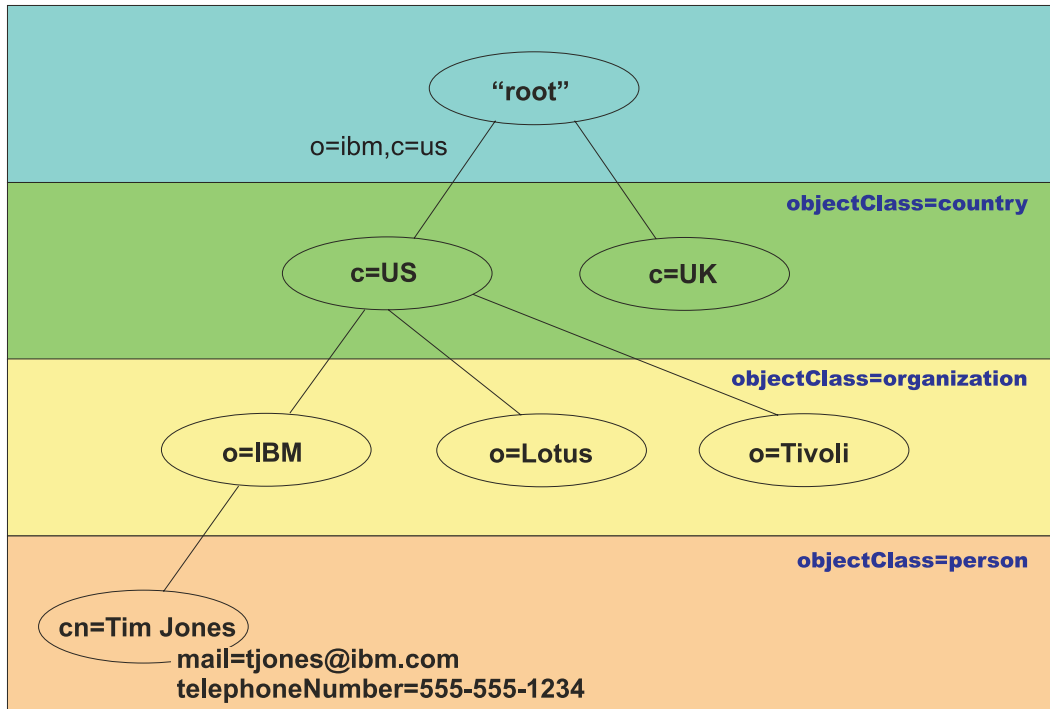 “root”
o=ibm,c=us
objectClass=country
c=US
c=UK
objectClass=organization
o=IBM
o=Lotus
o=Tivoli
objectClass=person
cn=Tim Jones
mail=tjones@ibm.com
telephoneNumber=555-555-1234